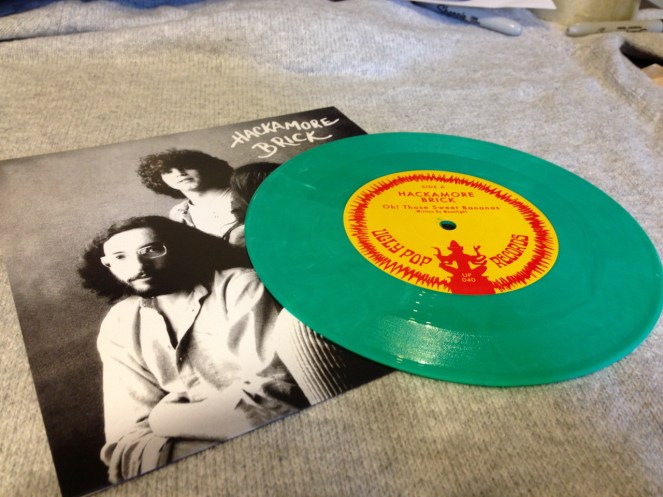 HACKAMORE
BRICK
SIDE A
HACKAMORE
BRICK
Oh! Those Sweet Bananas
UGLY POP
RECORDS
UP
040